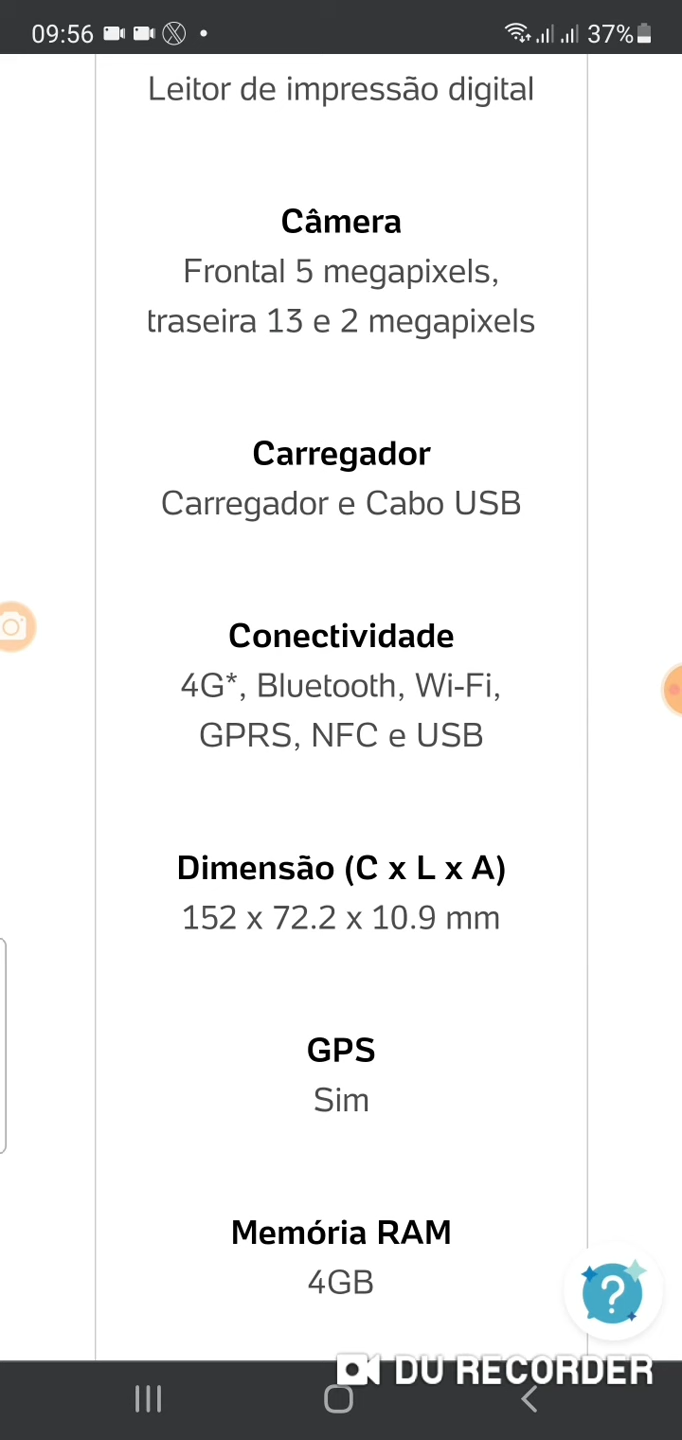 09:56
37%
Leitor de impressão digital
Câmera
Frontal 5 megapixels,
traseira 13 e 2 megapixels
Carregador
Carregador e Cabo USB
Conectividade
4G*, Bluetooth, Wi-Fi,
GPRS, NFC e USB
Dimensão (C x L x A)
152 x 72.2 x 10.9 mm
GPS
Sim
Memória RAM
4GB
?
DU RECORDER